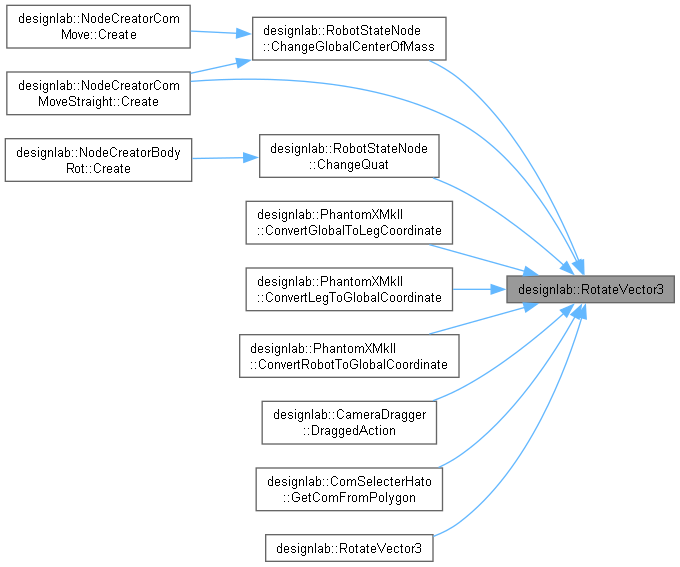 designlab::NodeCreatorCom
Move::Create
designlab::RobotStateNode
::ChangeGlobalCenterOfMass
designlab::NodeCreatorCom
MoveStraight::Create
designlab::NodeCreatorBody
Rot::Create
designlab::RobotStateNode
::ChangeQuat
designlab::PhantomXMkII
::ConvertGlobalToLegCoordinate
designlab::PhantomXMkII
::ConvertLegToGlobalCoordinate
designlab::RotateVector3
designlab::PhantomXMkII
::ConvertRobotToGlobalCoordinate
designlab::CameraDragger
::DraggedAction
designlab::ComSelecterHato
::GetComFromPolygon
designlab::RotateVector3